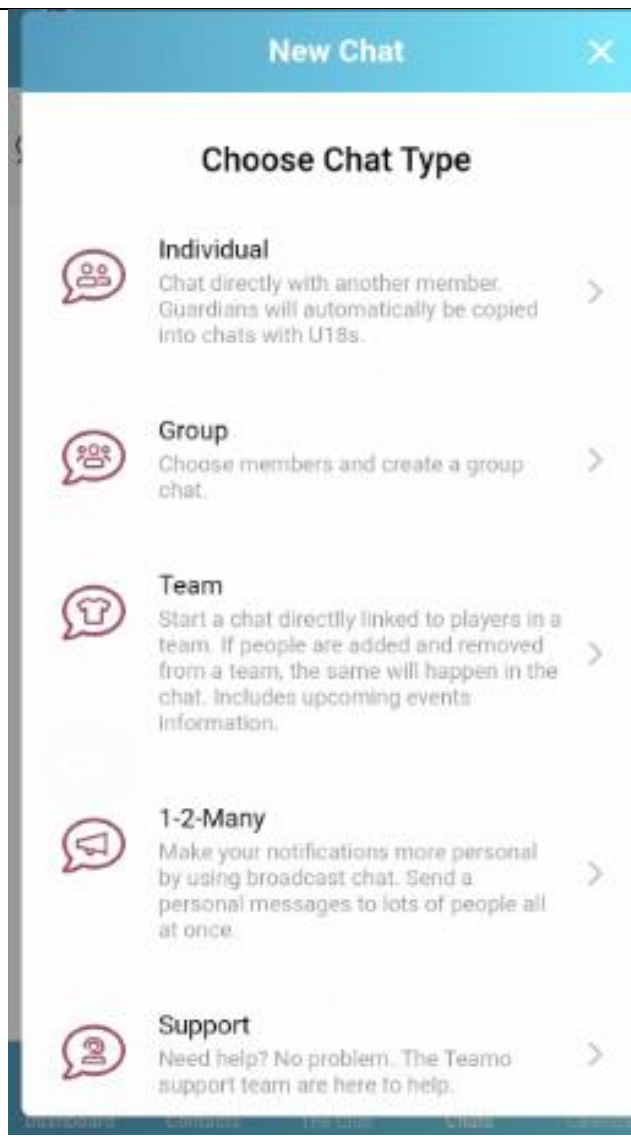 New Chat
Choose Chat Type
Individual
Chat directly with another member.
Guardians will automatically be copied
into chats with U18s.
Group
Choose members and create a group
chat.
Team
Start a chat directlly linked to players in a
team. If people are added and removed
from a team, the same will happen in the
chat. Includes upcoming events
information.
1-2-Many
Make your notifications more personal
by using broadcast chat. Send a
personal messages to lots of people all
at once.
Support
Need help? No problem. The Teamo
support team are here to help.
Dashboard Contacts Chats